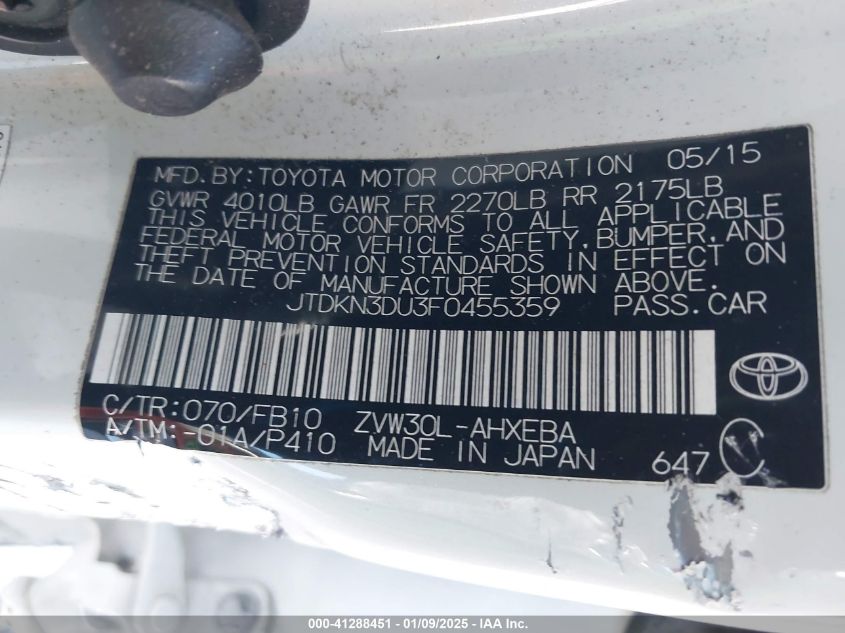 MFD.BY:TOYOTA MOTOR CORPORATION 05/15
GVWR 4010LB GAWR FR 2270LB RR 2175LB
THIS VEHICLE CONFORMS TO ALL APPLICABLE
FEDERAL MOTOR VEHICLE SAFETY,BUMPER,AND
THEFT PREVENTION STANDARDS IN EFFECT ON
THE DATE OF MANUFACTURE SHOWN ABOVE.
JTDKN3DU3F0455359 PASS.CAR
C/TR:070/FB10 ZVW30L-AHXEBA
A/TM:-01A/P410 MADE IN JAPAN 647 C
000-41288451 - 01/09/2025 - IAAI.COM